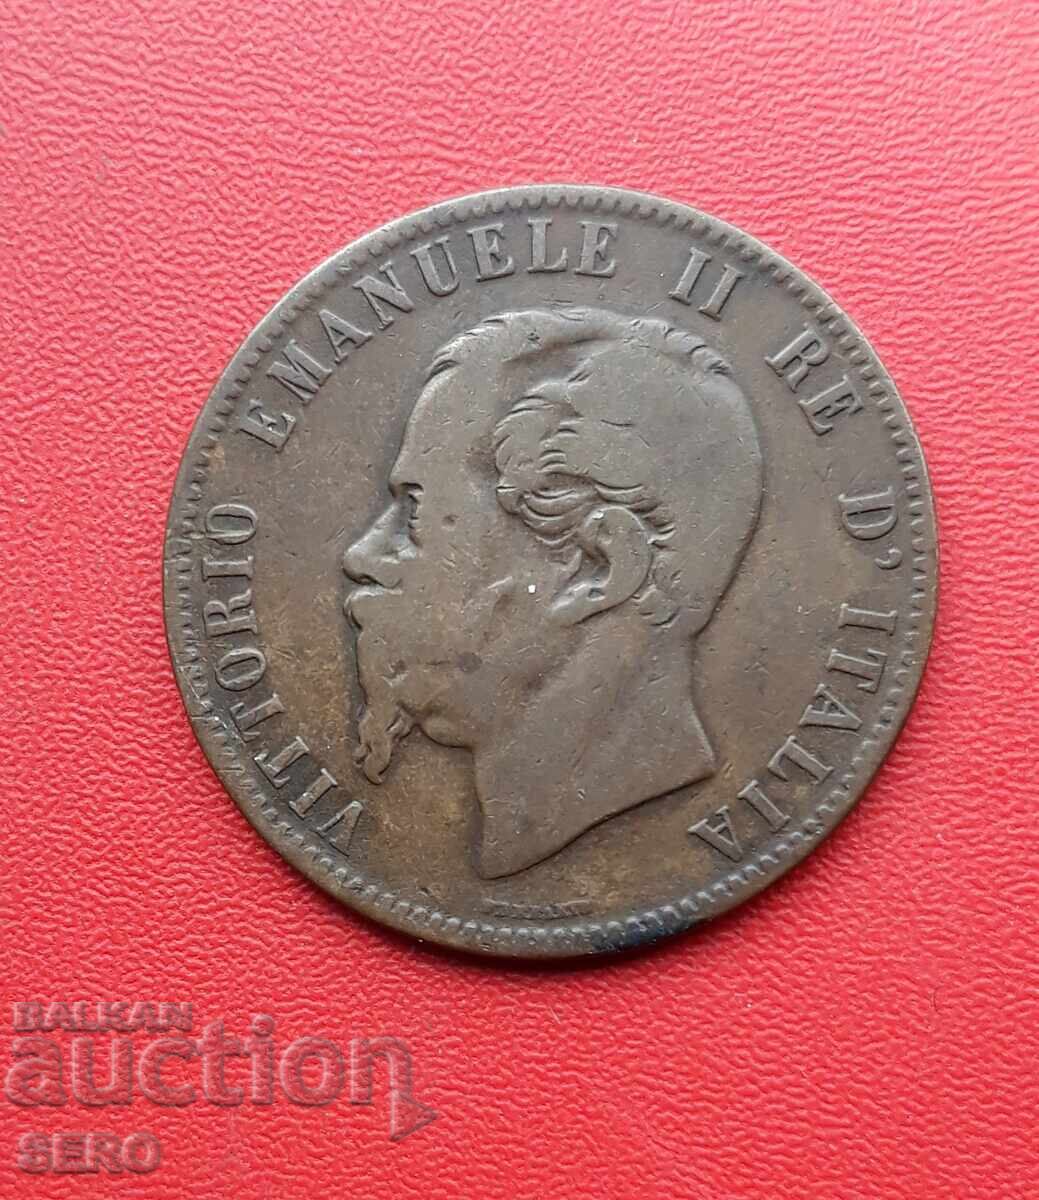 VITTORIO EMANUELE II RE D' ITALIA
BALKAN
auction
SERO